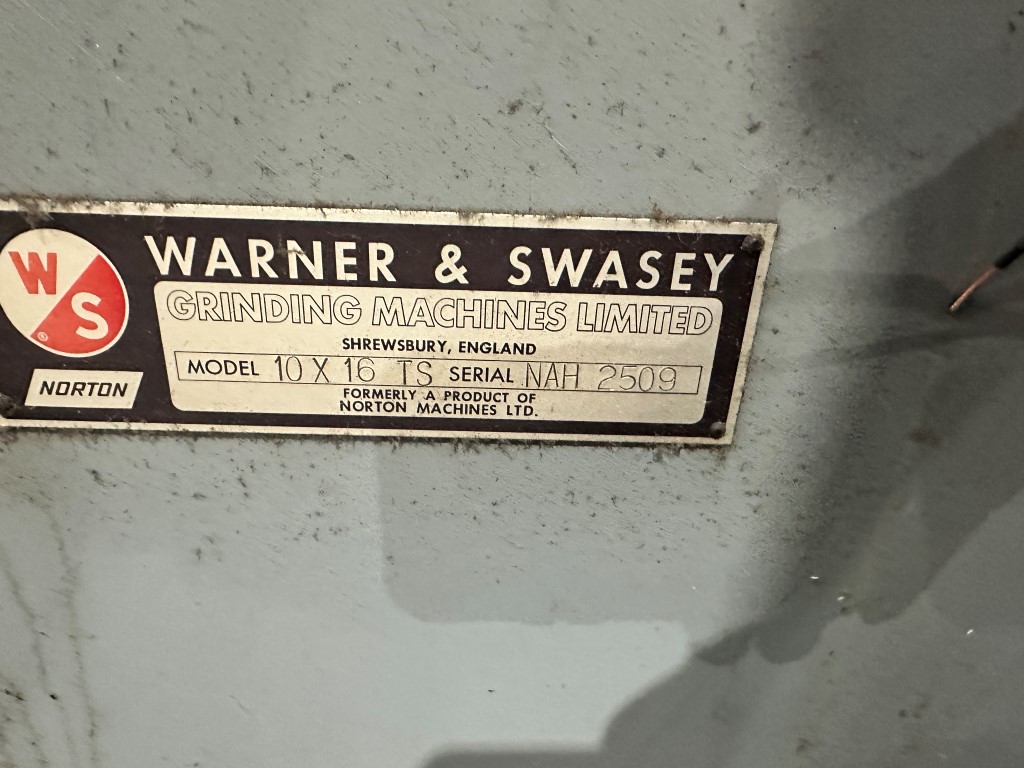 WS
®
NORTON
WARNER & SWASEY
GRINDING MACHINES LIMITED
SHREWSBURY, ENGLAND
MODEL 10 X 16 TS SERIAL NAH 2509
FORMERLY A PRODUCT OF
NORTON MACHINES LTD.